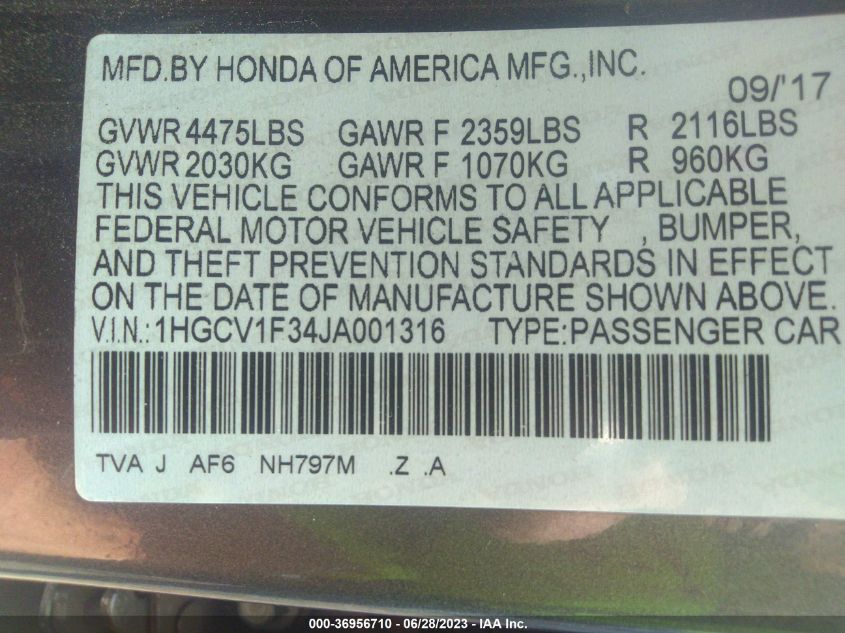 MFD.BY HONDA OF AMERICA MFG.,INC.
09/'17
GVWR 4475LBS GAWR F 2359LBS R 2116LBS
GVWR 2030KG GAWR F 1070KG R 960KG
THIS VEHICLE CONFORMS TO ALL APPLICABLE
FEDERAL MOTOR VEHICLE SAFETY , BUMPER,
AND THEFT PREVENTION STANDARDS IN EFFECT
ON THE DATE OF MANUFACTURE SHOWN ABOVE.
V.I.N.:1HGCV1F34JA001316 TYPE:PASSENGER CAR
TVA J AF6 NH797M .Z .A
000-36956710 - 06/28/2023 - IAA Inc.